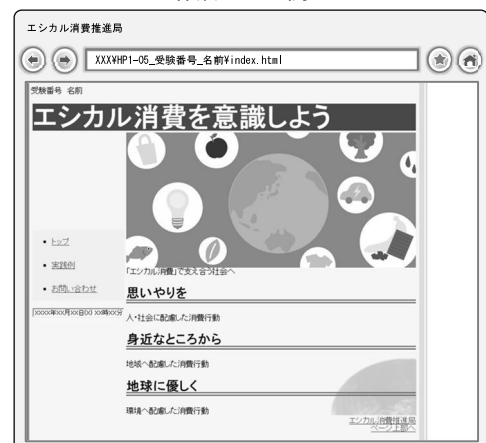 エシカル消費推進局
XXX¥HP1-05_受験番号_名前¥index.html
受験番号 名前
エシカル消費を意識しよう
トップ
実践例
お問い合わせ
「エシカル消費」で支え合う社会へ
思いやりを
人・社会に配慮した消費行動
身近なところから
地域へ配慮した消費行動
地球に優しく
環境へ配慮した消費行動
エシカル消費推進局
ページ上部へ